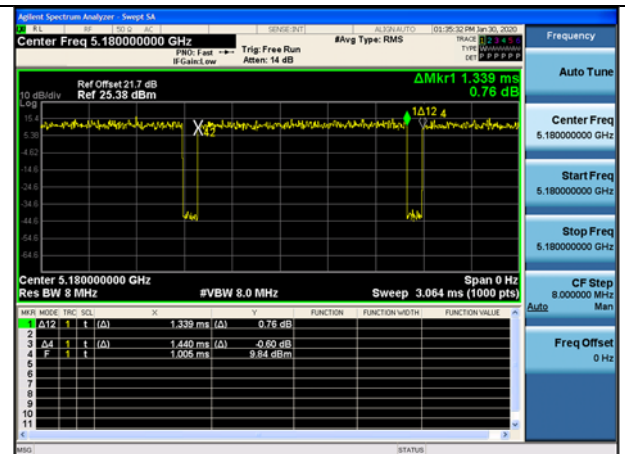 Agilent Spectrum Analyzer - Swept SA
RL RF 50 Ω AC SENSE:INT ALIGN AUTO 01:35:32 PM Jan 30, 2020
Center Freq 5.180000000 GHz #Avg Type: RMS TRACE 1 2 3 4 5 6
PNO: Fast Trig: Free Run TYPE
IFGain:Low Atten: 14 dB DET P P P P P P
ΔMkr1 1.339 ms
Ref Offset 21.7 dB 0.76 dB
10 dB/div Ref 25.38 dBm
Log
15.4
5.38
-4.62
-14.6
-24.6
-34.6
-44.6
-54.6
-64.6
1Δ12 4
Center 5.180000000 GHz Span 0 Hz
Res BW 8 MHz #VBW 8.0 MHz Sweep 3.064 ms (1000 pts)
MKR MODE TRC SCL X Y FUNCTION FUNCTION WIDTH FUNCTION VALUE
1 Δ12 1 t (Δ) 1.339 ms (Δ) 0.76 dB
2
3 Δ4 1 t (Δ) 1.440 ms (Δ) -0.60 dB
4 F 1 t 1.005 ms 9.84 dBm
5
6
7
8
9
10
11
MSG STATUS
Frequency
Auto Tune
Center Freq
5.180000000 GHz
Start Freq
5.180000000 GHz
Stop Freq
5.180000000 GHz
CF Step
8.000000 MHz
Auto Man
Freq Offset
0 Hz